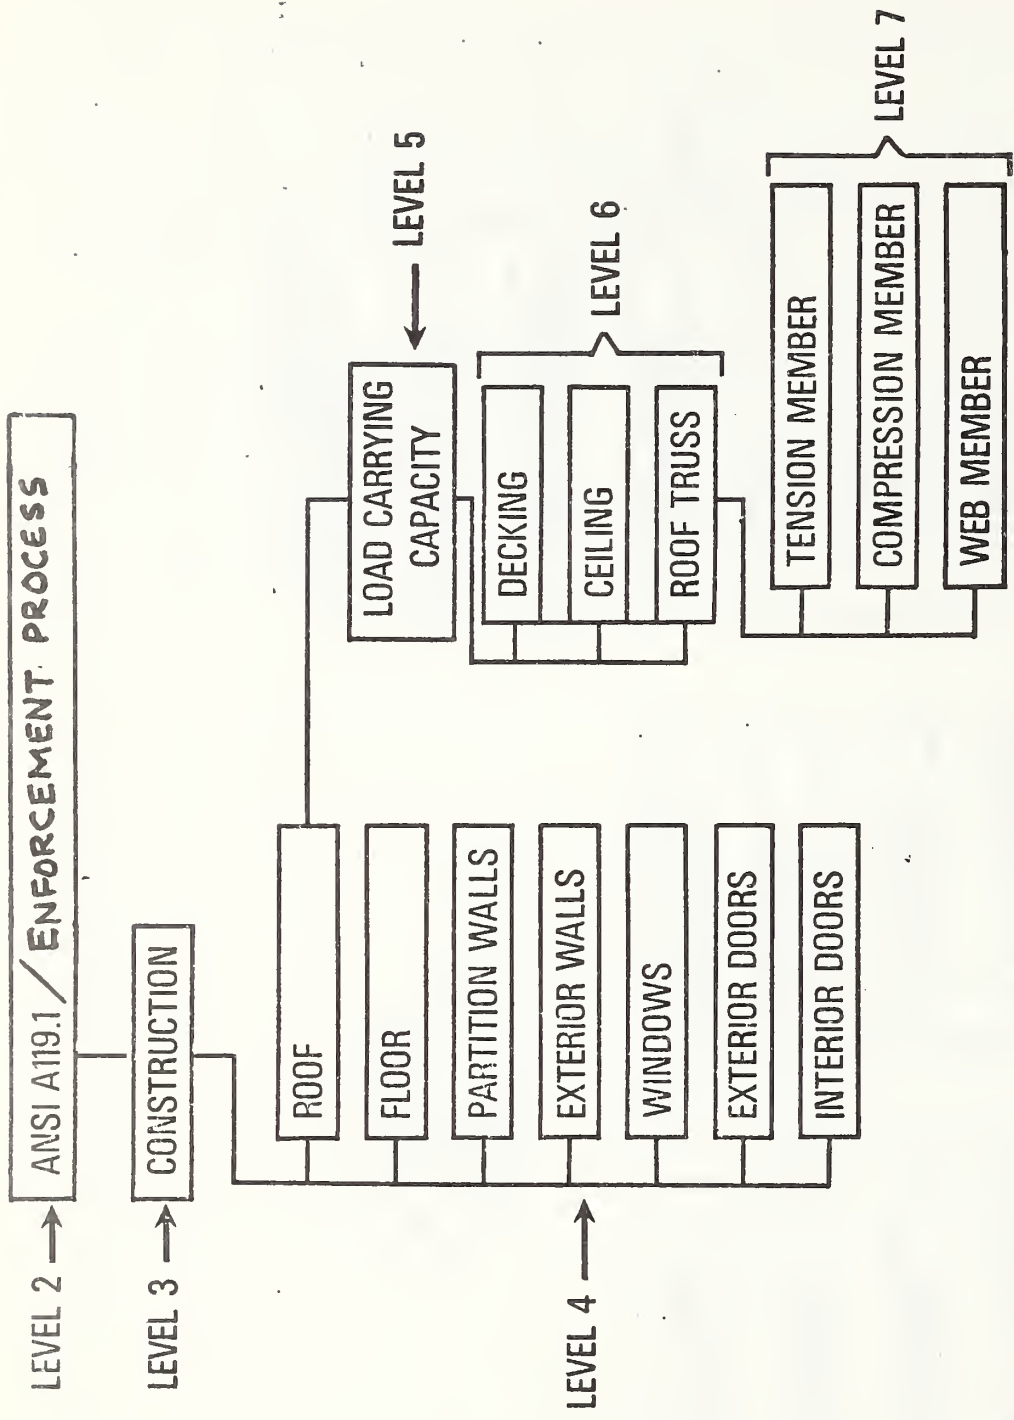 LEVEL 2
ANSI A119.1 / ENFORCEMENT PROCESS
LEVEL 3
CONSTRUCTION
LEVEL 4
ROOF
FLOOR
PARTITION WALLS
EXTERIOR WALLS
WINDOWS
EXTERIOR DOORS
INTERIOR DOORS
LOAD CARRYING
CAPACITY
LEVEL 5
DECKING
CEILING
ROOF TRUSS
LEVEL 6
TENSION MEMBER
COMPRESSION MEMBER
WEB MEMBER
LEVEL 7